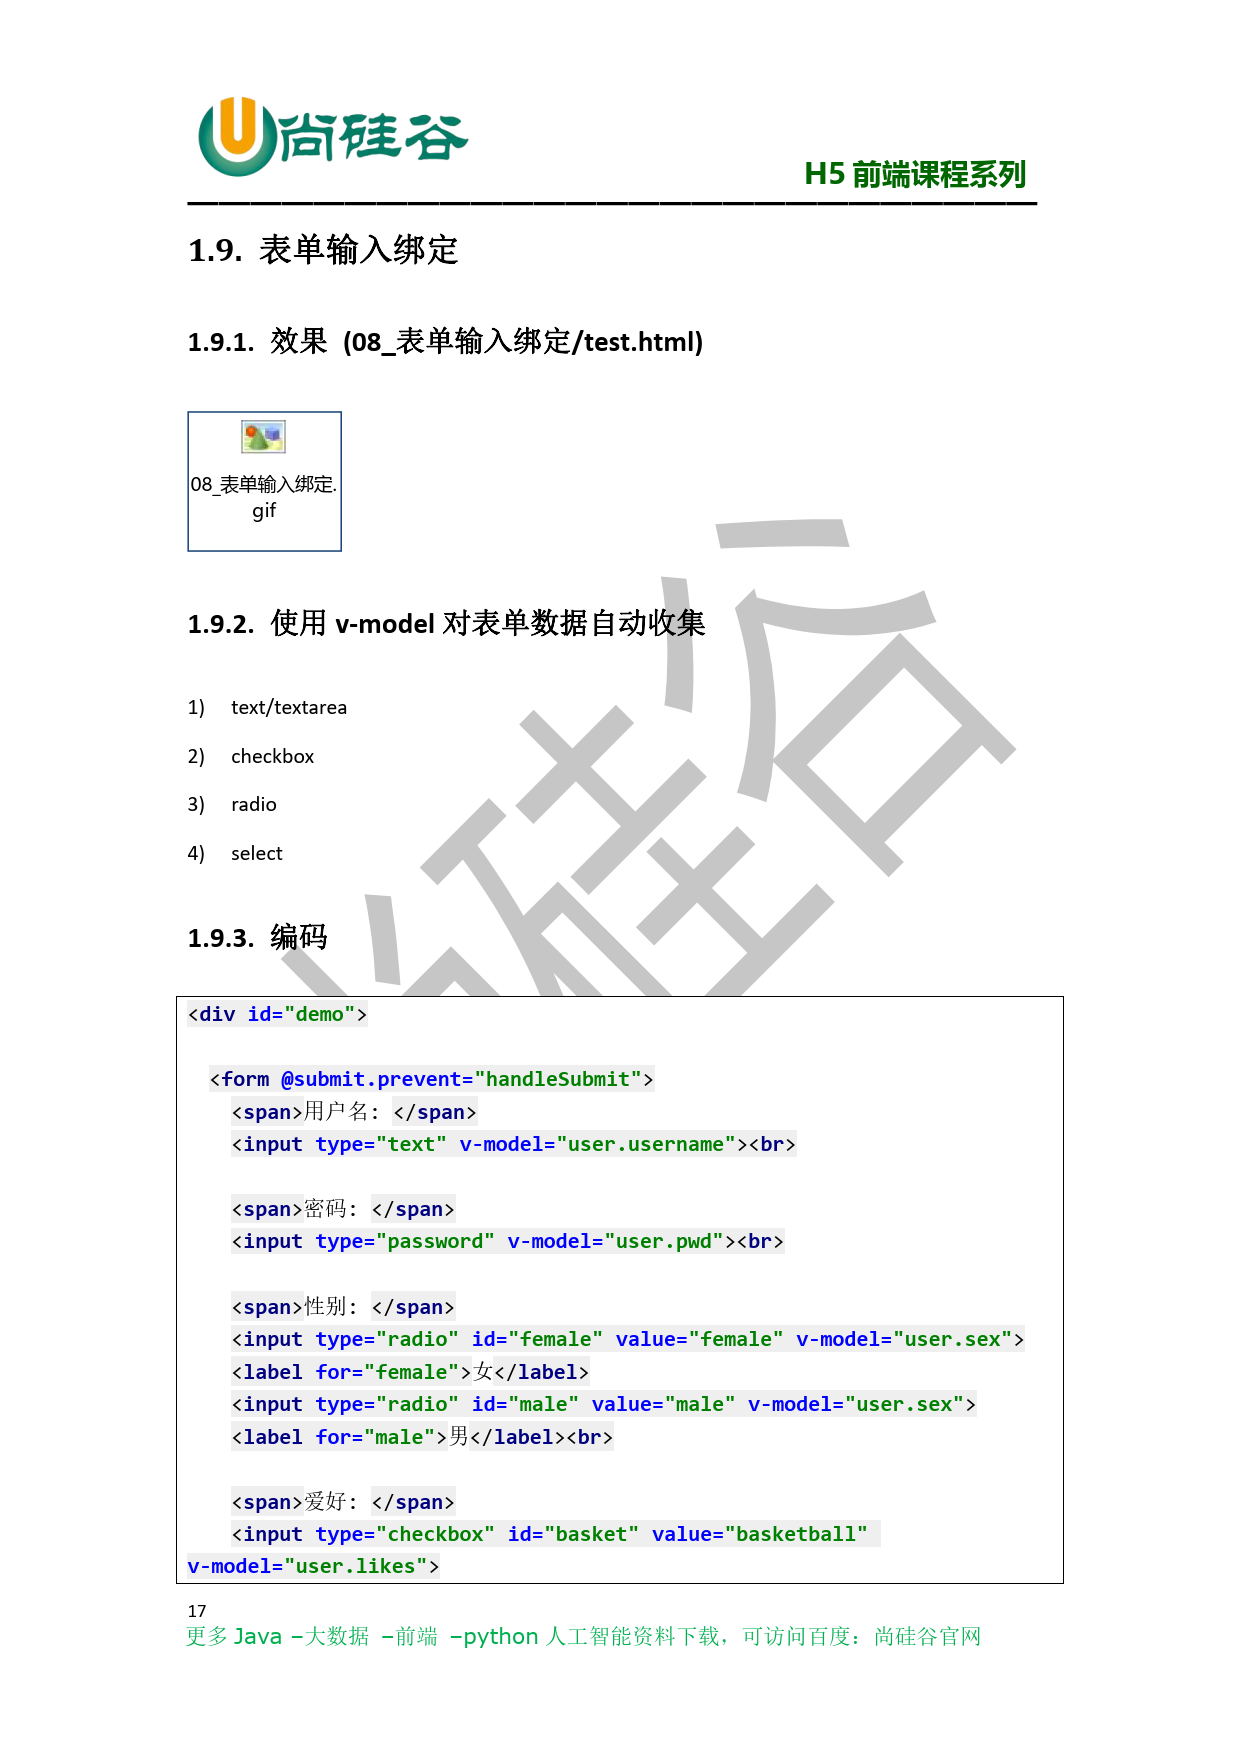 尚硅谷
H5 前端课程系列
1.9. 表单输入绑定
1.9.1. 效果 (08_表单输入绑定/test.html)
08_表单输入绑定.
gif
1.9.2. 使用 v-model 对表单数据自动收集
1) text/textarea
2) checkbox
3) radio
4) select
1.9.3. 编码
<div id="demo">
<form @submit.prevent="handleSubmit">
<span>用户名: </span>
<input type="text" v-model="user.username"><br>
<span>密码: </span>
<input type="password" v-model="user.pwd"><br>
<span>性别: </span>
<input type="radio" id="female" value="female" v-model="user.sex">
<label for="female">女</label>
<input type="radio" id="male" value="male" v-model="user.sex">
<label for="male">男</label><br>
<span>爱好: </span>
<input type="checkbox" id="basket" value="basketball"
v-model="user.likes">
17
更多 Java –大数据 –前端 –python 人工智能资料下载，可访问百度：尚硅谷官网